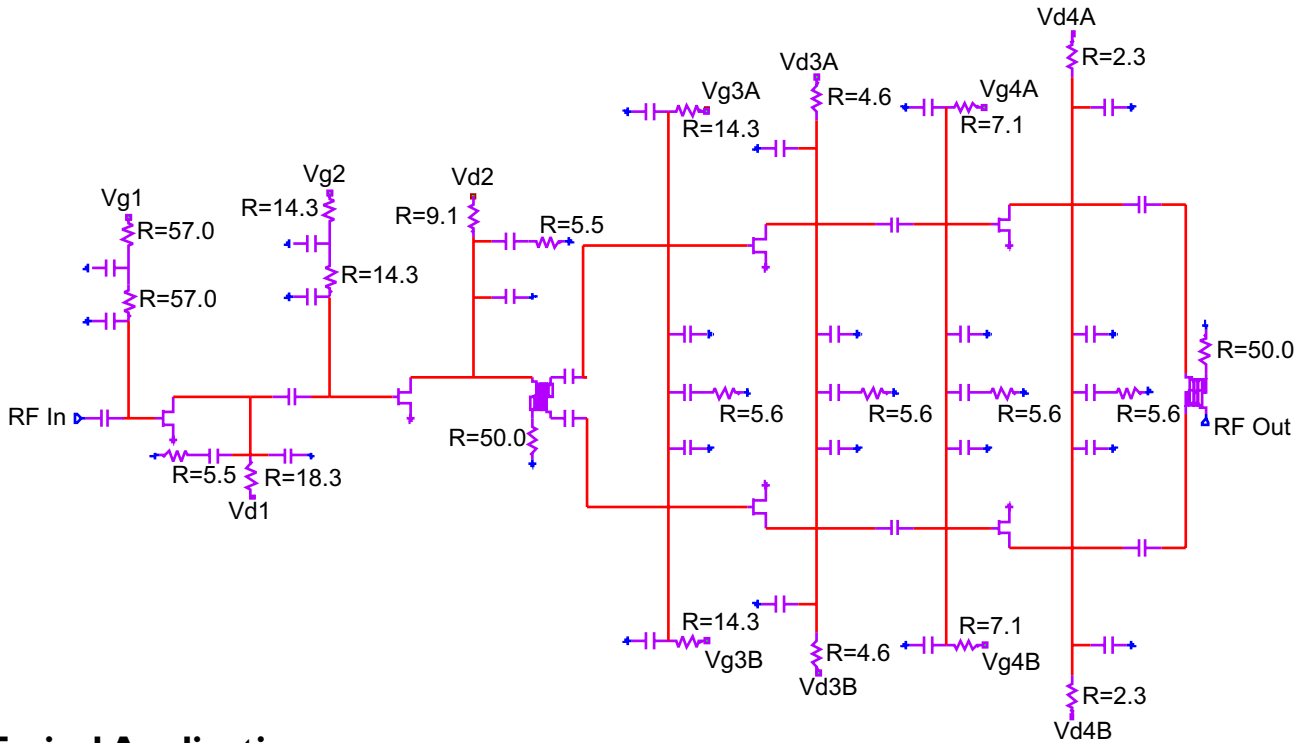 Vd4A
R=2.3
Vd3A
R=4.6
Vg3A
R=14.3
Vg4A
R=7.1
Vg2
R=14.3
R=14.3
Vd2
R=9.1
R=5.5
Vg1
R=57.0
R=57.0
RF In
R=5.5
R=18.3
Vd1
R=50.0
R=5.6
R=5.6
R=5.6
R=5.6
R=50.0
RF Out
R=14.3
Vg3B
R=4.6
Vd3B
R=7.1
Vg4B
R=2.3
Vd4B